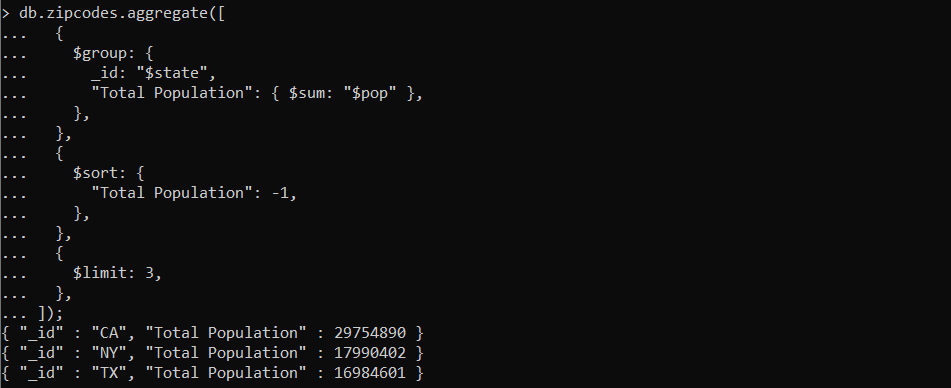 > db.zipcodes.aggregate([
...   {
...     $group: {
...       _id: "$state",
...       "Total Population": { $sum: "$pop" },
...     },
...   },
...   {
...     $sort: {
...       "Total Population": -1,
...     },
...   },
...   {
...     $limit: 3,
...   },
... ]);
{ "_id" : "CA", "Total Population" : 29754890 }
{ "_id" : "NY", "Total Population" : 17990402 }
{ "_id" : "TX", "Total Population" : 16984601 }